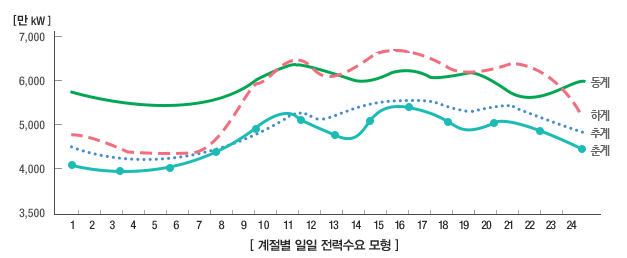 [만 kW ]
7,000
6,000
5,000
4,000
3,500
동계
하계
추계
춘계
1 2 3 4 5 6 7 8 9 10 11 12 13 14 15 16 17 18 19 20 21 22 23 24
[ 계절별 일일 전력수요 모형 ]